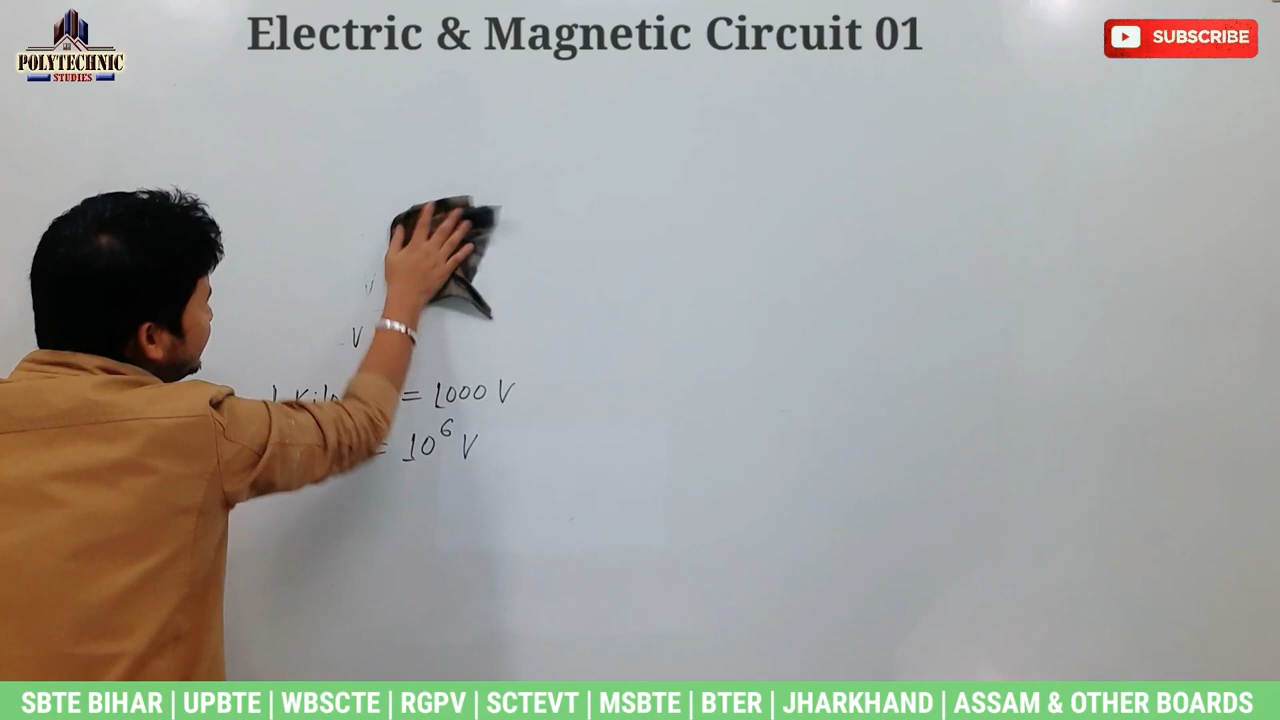 Electric & Magnetic Circuit 01
POLYTECHNIC
STUDIES
SUBSCRIBE
V
V
= 1000 V
= 10⁶ V
SBTE BIHAR | UPBTE | WBSCTE | RGPV | SCTEVT | MSBTE | BTER | JHARKHAND | ASSAM & OTHER BOARDS